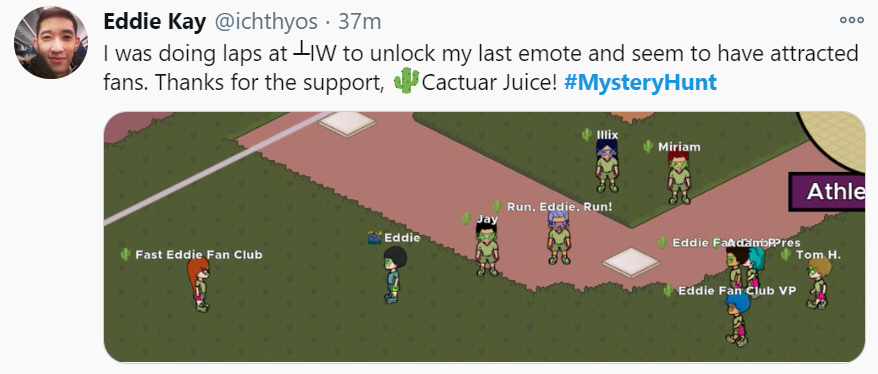 Eddie Kay @ichthyos · 37m
I was doing laps at ┴IW to unlock my last emote and seem to have attracted
fans. Thanks for the support, 🌵Cactuar Juice! #MysteryHunt
Illix
Miriam
Athle
Run, Eddie, Run!
Jay
Eddie
Fast Eddie Fan Club
Eddie Fan
Pres
Tom H.
Eddie Fan Club VP